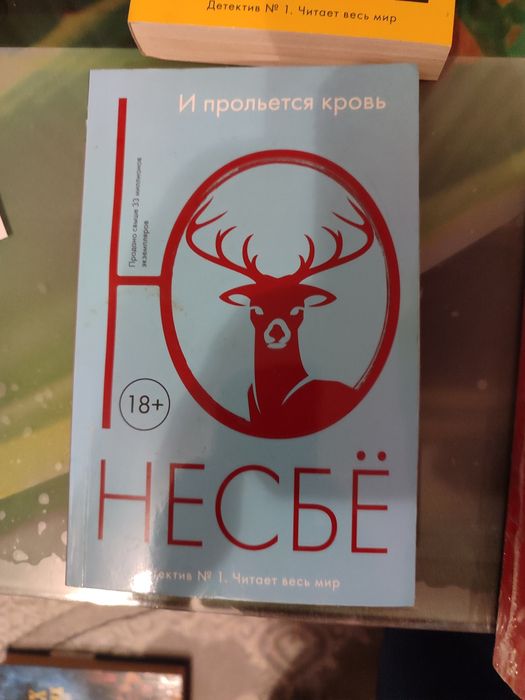 Детектив № 1. Читает весь мир
И прольется кровь
Продано свыше 33 миллионов
экземпляров
Ю
18+
НЕСБЁ
Детектив № 1. Читает весь мир